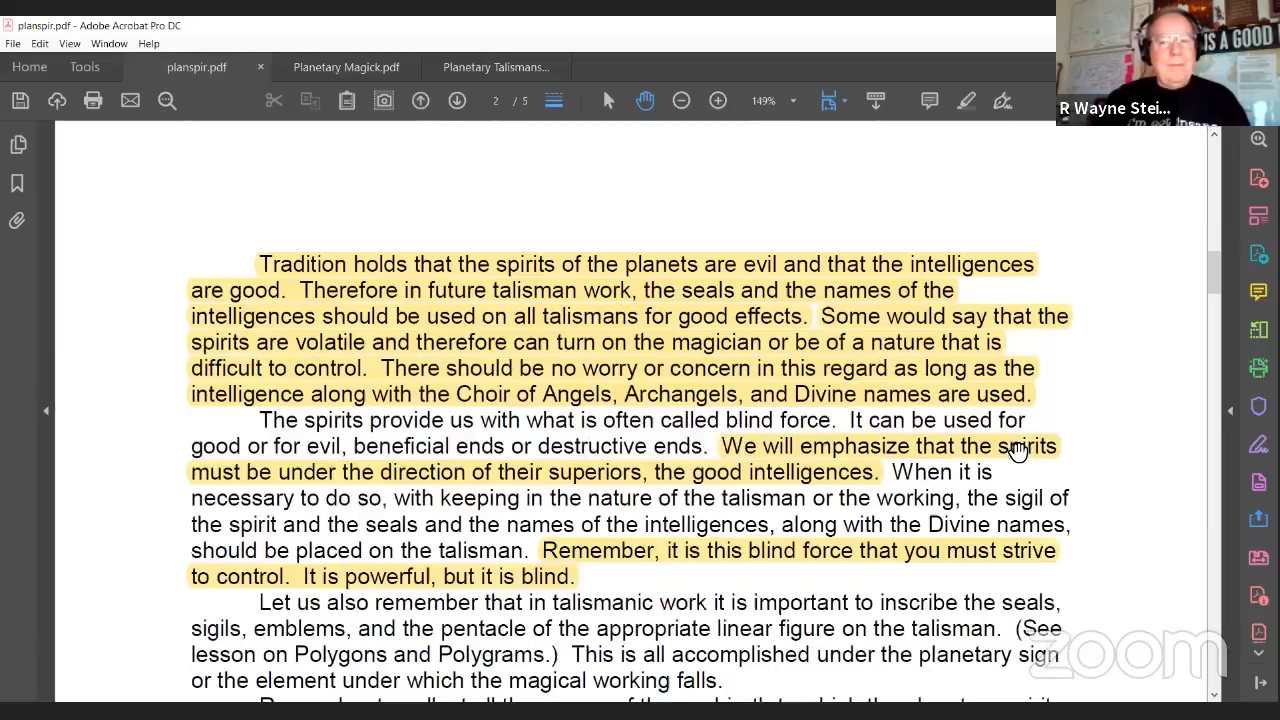 planspir.pdf - Adobe Acrobat Pro DC
File Edit View Window Help
Home Tools planspir.pdf × Planetary Magick.pdf Planetary Talismans...
2 / 5 149%
IS A GOOD
R Wayne Stei...
I'm not insane
Tradition holds that the spirits of the planets are evil and that the intelligences
are good. Therefore in future talisman work, the seals and the names of the
intelligences should be used on all talismans for good effects. Some would say that the
spirits are volatile and therefore can turn on the magician or be of a nature that is
difficult to control. There should be no worry or concern in this regard as long as the
intelligence along with the Choir of Angels, Archangels, and Divine names are used.
The spirits provide us with what is often called blind force. It can be used for
good or for evil, beneficial ends or destructive ends. We will emphasize that the spirits
must be under the direction of their superiors, the good intelligences. When it is
necessary to do so, with keeping in the nature of the talisman or the working, the sigil of
the spirit and the seals and the names of the intelligences, along with the Divine names,
should be placed on the talisman. Remember, it is this blind force that you must strive
to control. It is powerful, but it is blind.
Let us also remember that in talismanic work it is important to inscribe the seals,
sigils, emblems, and the pentacle of the appropriate linear figure on the talisman. (See
lesson on Polygons and Polygrams.) This is all accomplished under the planetary sign
or the element under which the magical working falls.
zoom